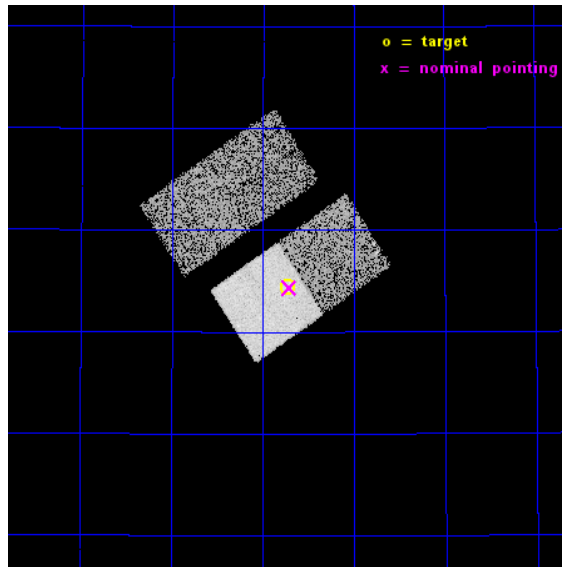 o = target
x = nominal pointing